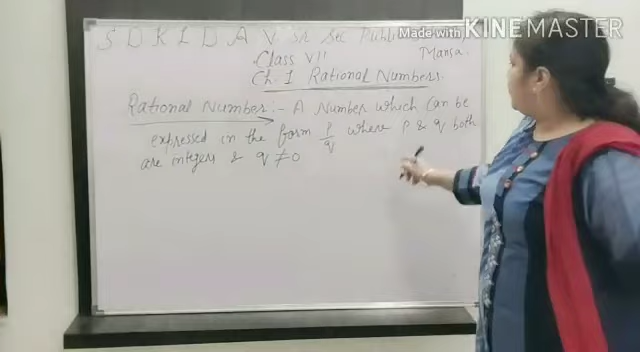 Made with KINEMASTER
S D K L D A V Sr Sec Public
Mansa.
Class VII
Ch. 1 Rational Numbers.
Rational Number:- A Number which can be
expressed in the form p/q where p & q both
are integers & q ≠ 0